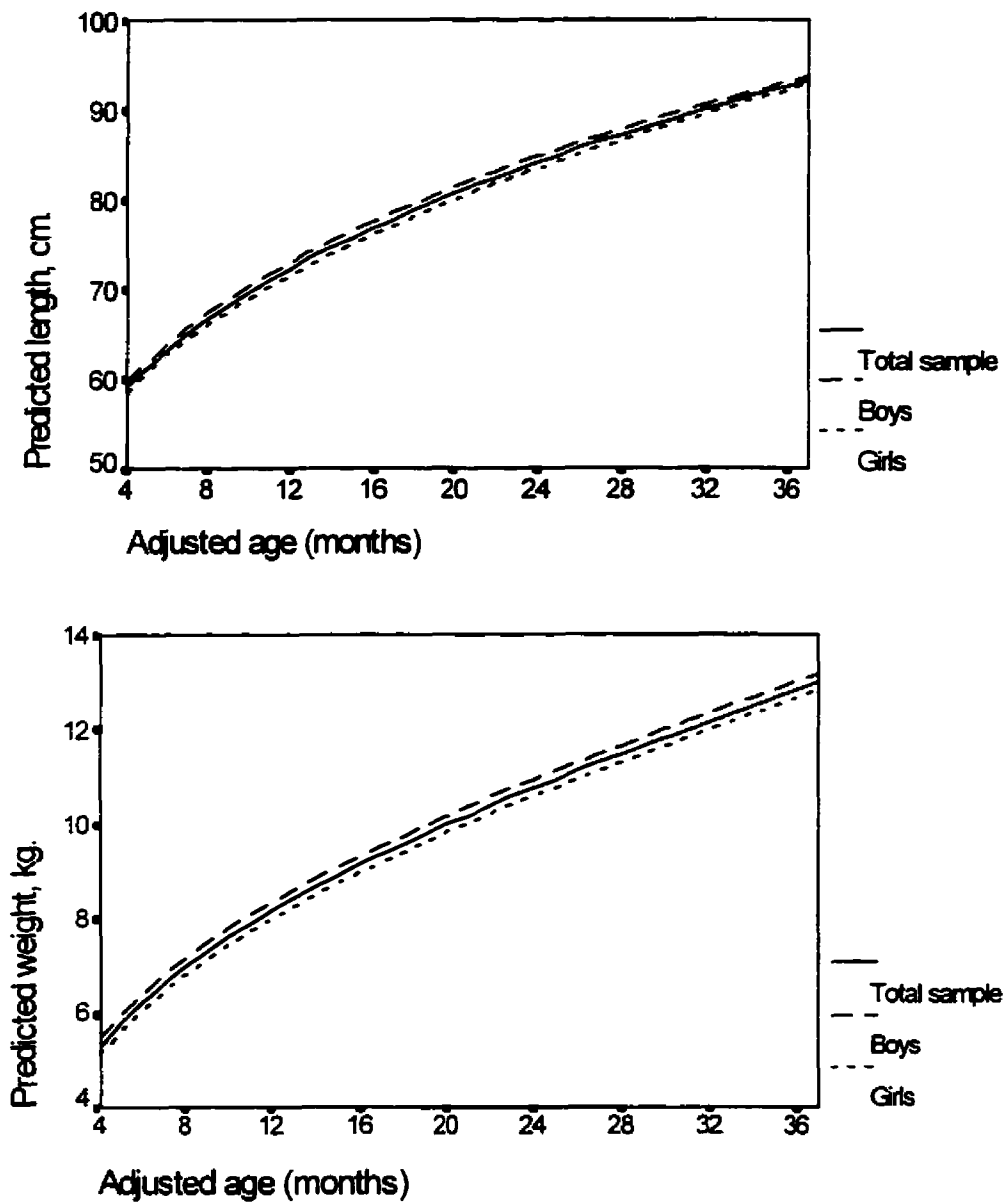 100
90
80
70
60
50
Predicted length, cm.
4 8 12 16 20 24 28 32 36
Adjusted age (months)
Total sample
Boys
Girls
14
12
10
8
6
4
Predicted weight, kg.
4 8 12 16 20 24 28 32 36
Adjusted age (months)
Total sample
Boys
Girls